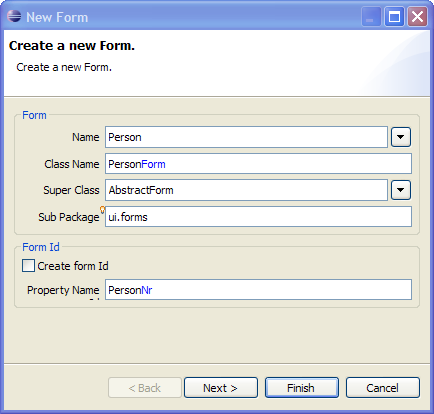 New Form
Create a new Form.
Create a new Form.
Form
Name Person
Class Name PersonForm
Super Class AbstractForm
Sub Package ui.forms
Form Id
Create form Id
Property Name PersonNr
< Back Next > Finish Cancel